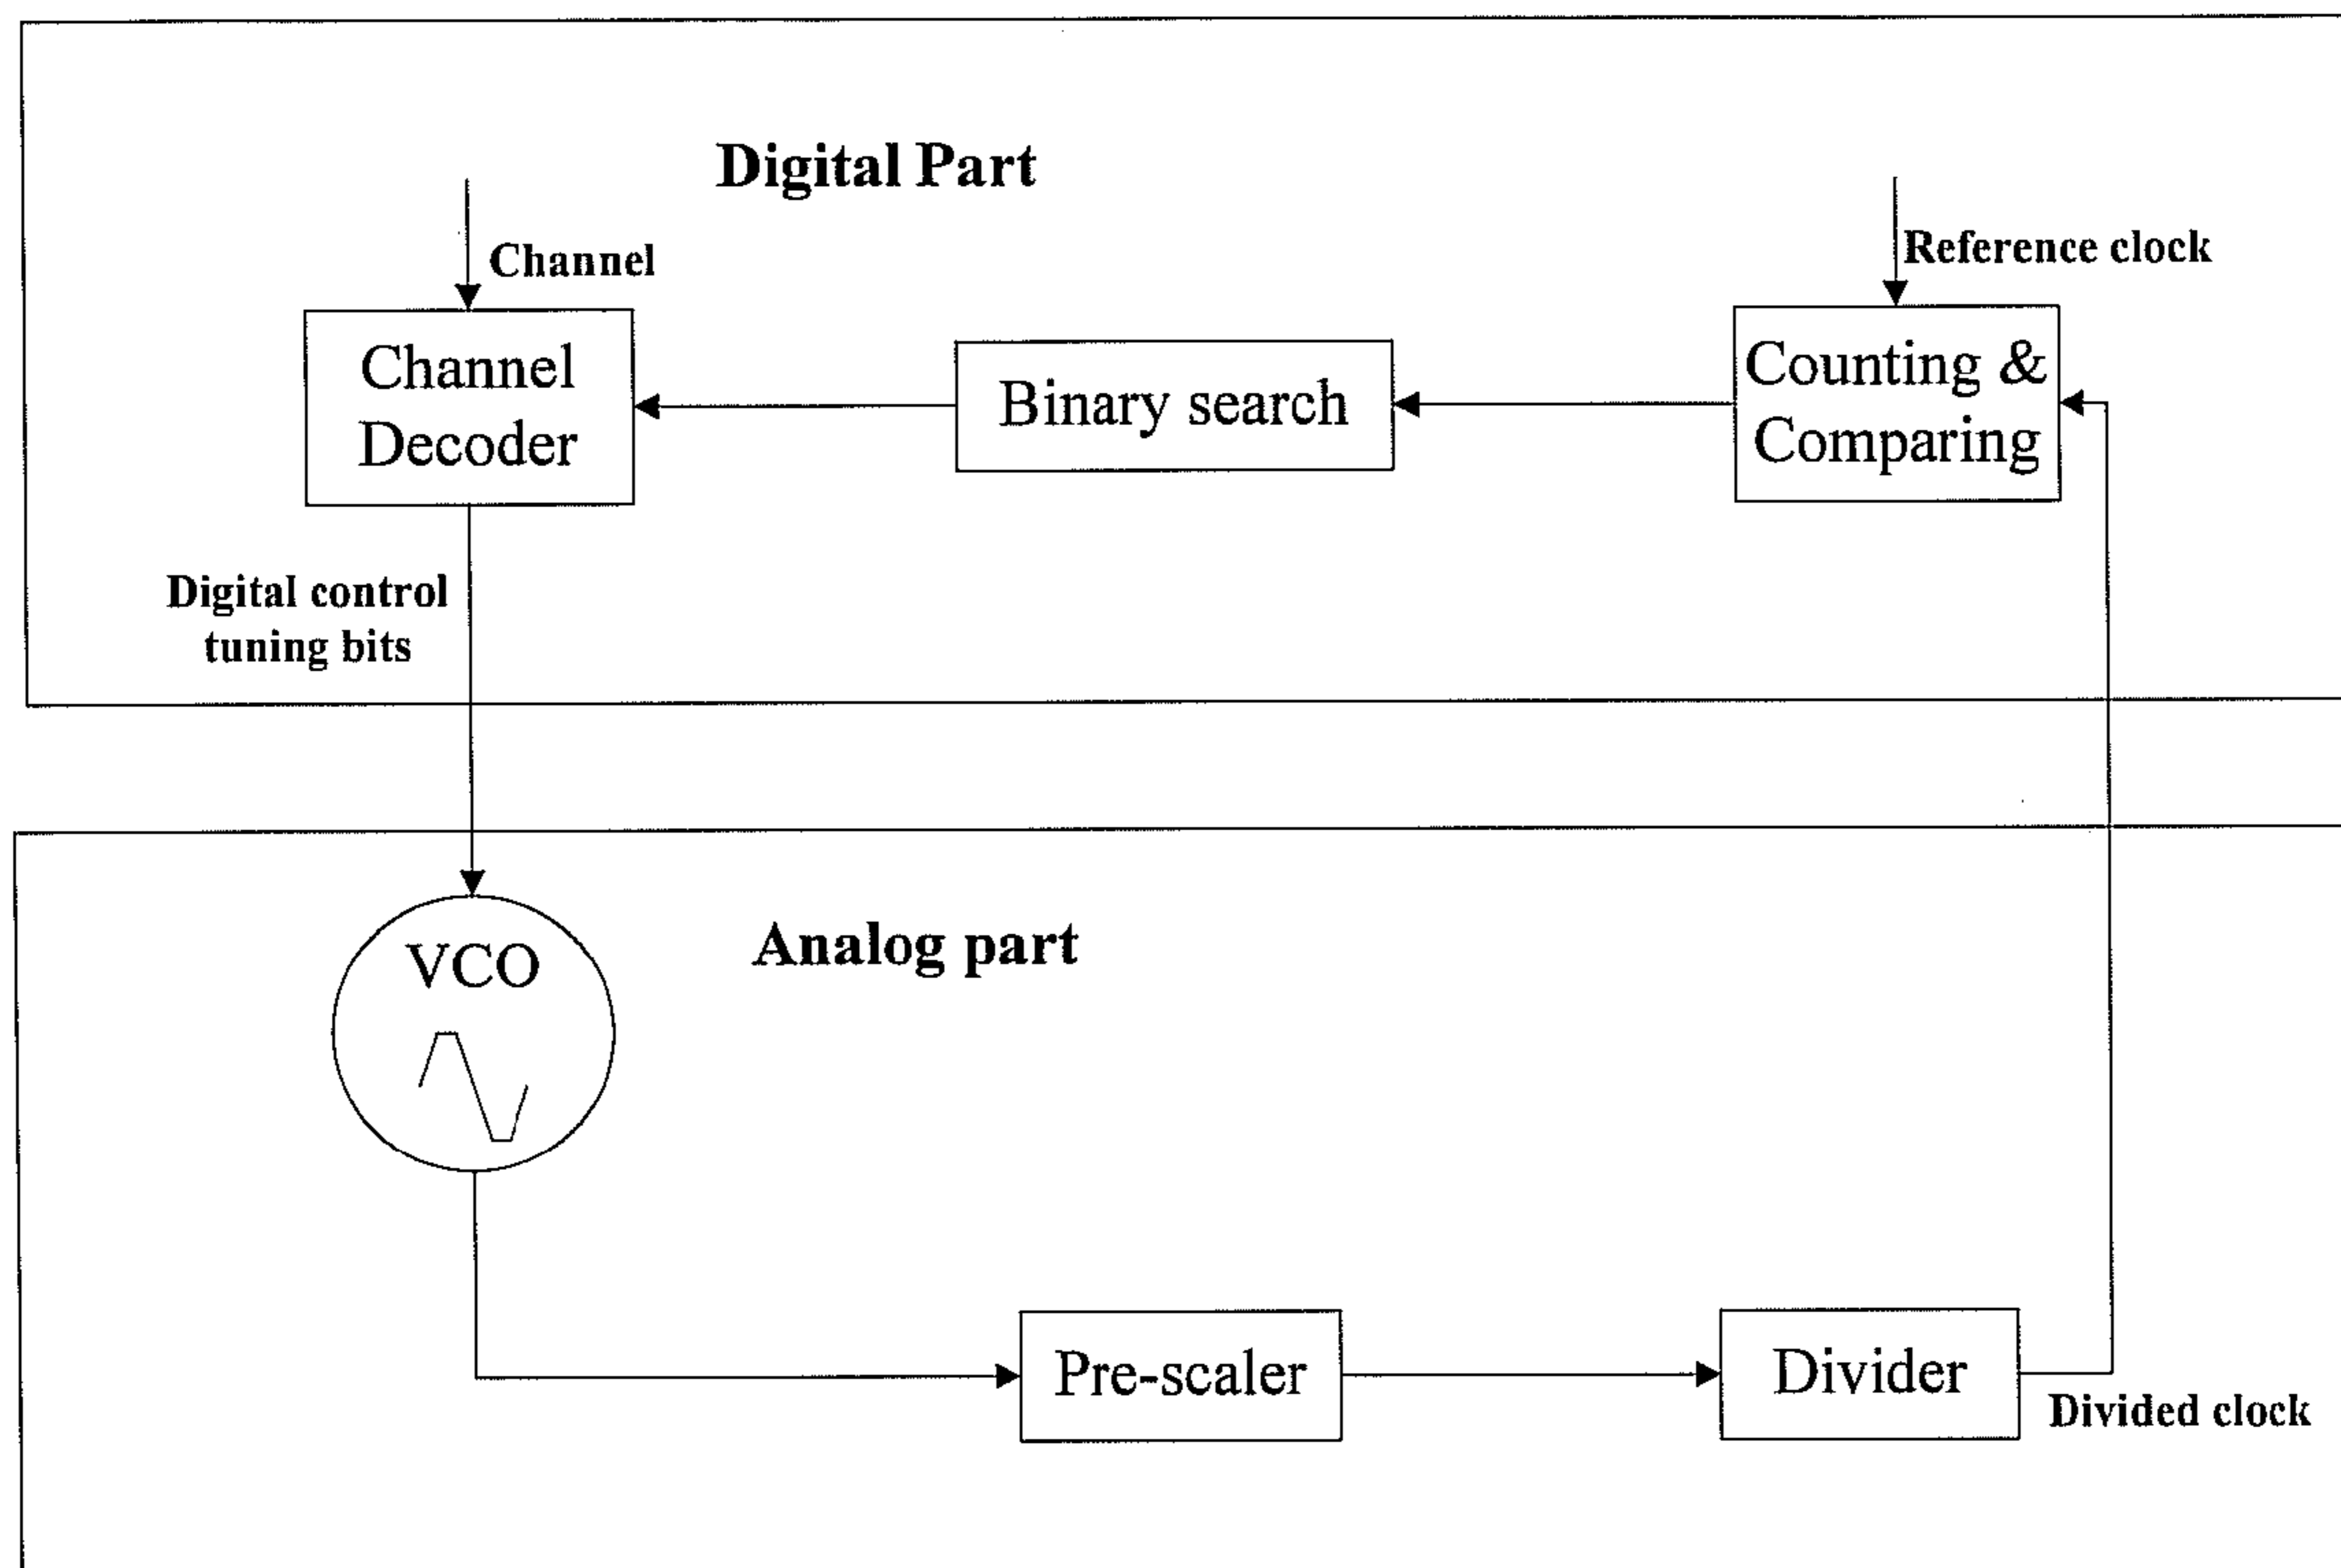 Digital Part
Channel
Reference clock
Channel
Decoder
Binary search
Counting &
Comparing
Digital control
tuning bits
Analog part
VCO
Pre-scaler
Divider
Divided clock